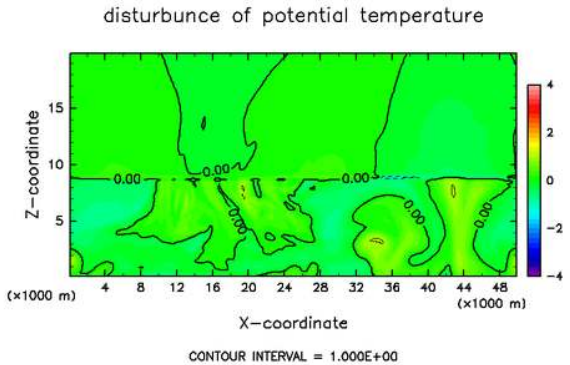 disturbunce of potential temperature
15
10
5
Z-coordinate
0.00
0.00
0.00
0.00
0.00
0.00
4
2
0
−2
−4
(×1000 m)
4 8 12 16 20 24 28 32 36 40 44 48
(×1000 m)
X-coordinate
CONTOUR INTERVAL = 1.000E+00